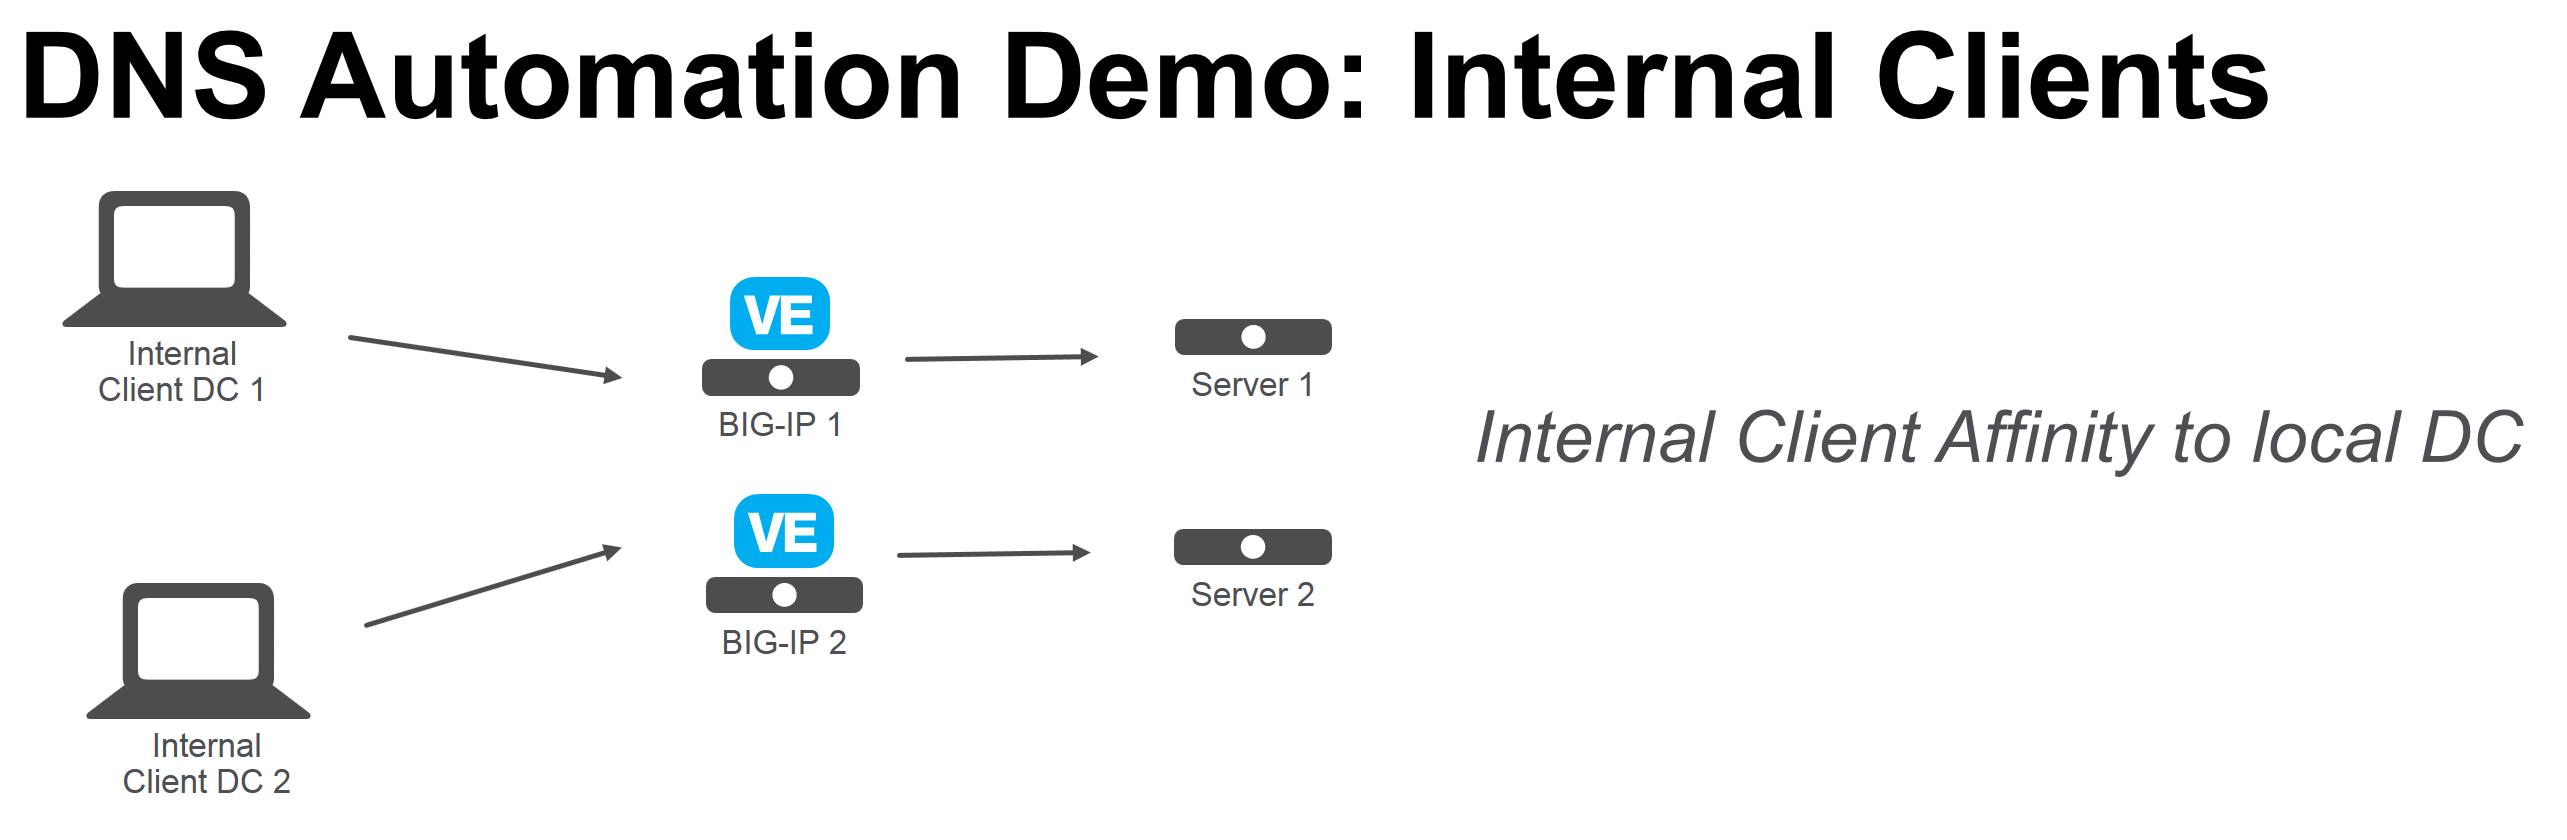 DNS Automation Demo: Internal Clients
Internal
Client DC 1
VE
BIG-IP 1
Server 1
Internal Client Affinity to local DC
VE
BIG-IP 2
Server 2
Internal
Client DC 2